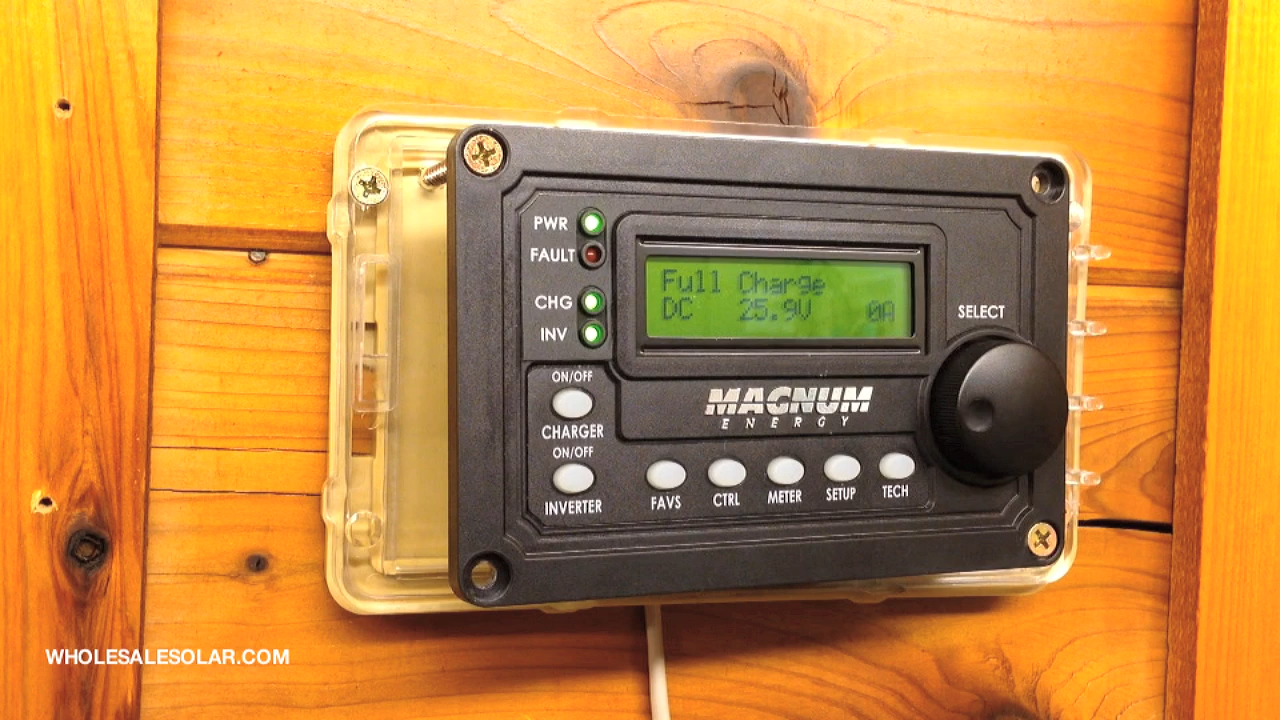 PWR
FAULT
CHG
INV
Full Charge
DC 25.9V 0A
SELECT
MAGNUM
ENERGY
ON/OFF
CHARGER
ON/OFF
INVERTER
FAVS
CTRL
METER
SETUP
TECH
WHOLESALESOLAR.COM